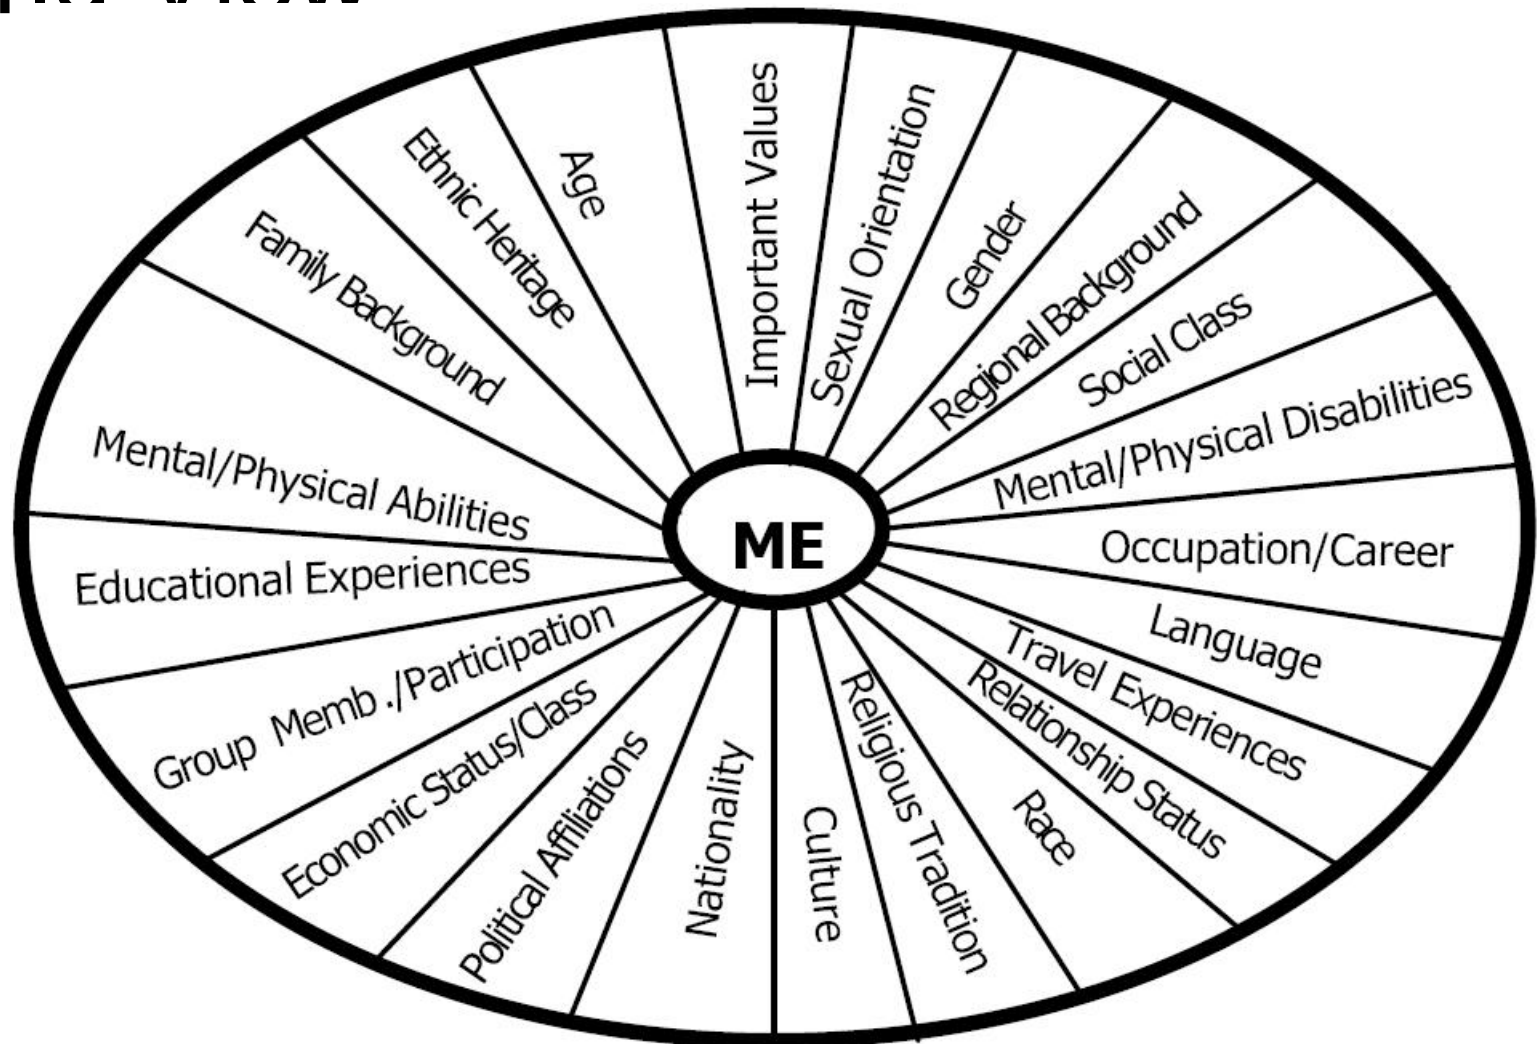 Important Values
Sexual Orientation
Gender
Regional Background
Social Class
Mental/Physical Disabilities
Occupation/Career
Language
Travel Experiences
Relationship Status
Race
Religious Tradition
Culture
Nationality
Political Affiliations
Economic Status/Class
Group Memb./Participation
Educational Experiences
Mental/Physical Abilities
Family Background
Ethnic Heritage
Age
ME